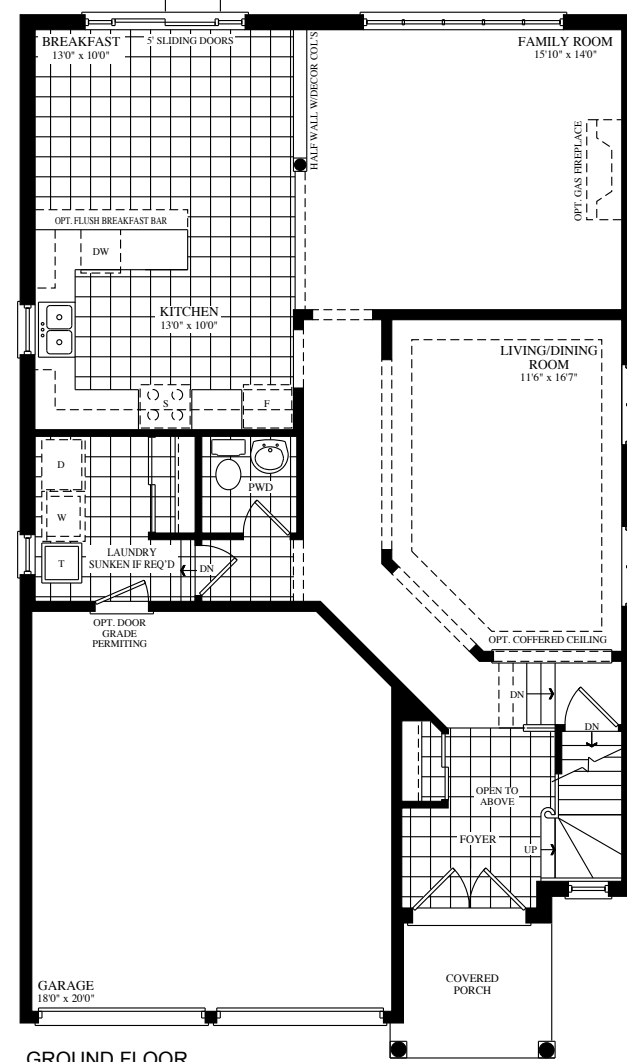 BREAKFAST
13'0" x 10'0"
5' SLIDING DOORS
HALF WALL W/DECOR COL'S
FAMILY ROOM
15'10" x 14'0"
OPT. GAS FIREPLACE
OPT. FLUSH BREAKFAST BAR
DW
KITCHEN
13'0" x 10'0"
S
F
LIVING/DINING
ROOM
11'6" x 16'7"
D
W
T
PWD
LAUNDRY
SUNKEN IF REQ'D
DN
OPT. DOOR
GRADE
PERMITING
OPT. COFFERED CEILING
DN
DN
OPEN TO
ABOVE
FOYER
UP
GARAGE
18'0" x 20'0"
COVERED
PORCH
GROUND FLOOR